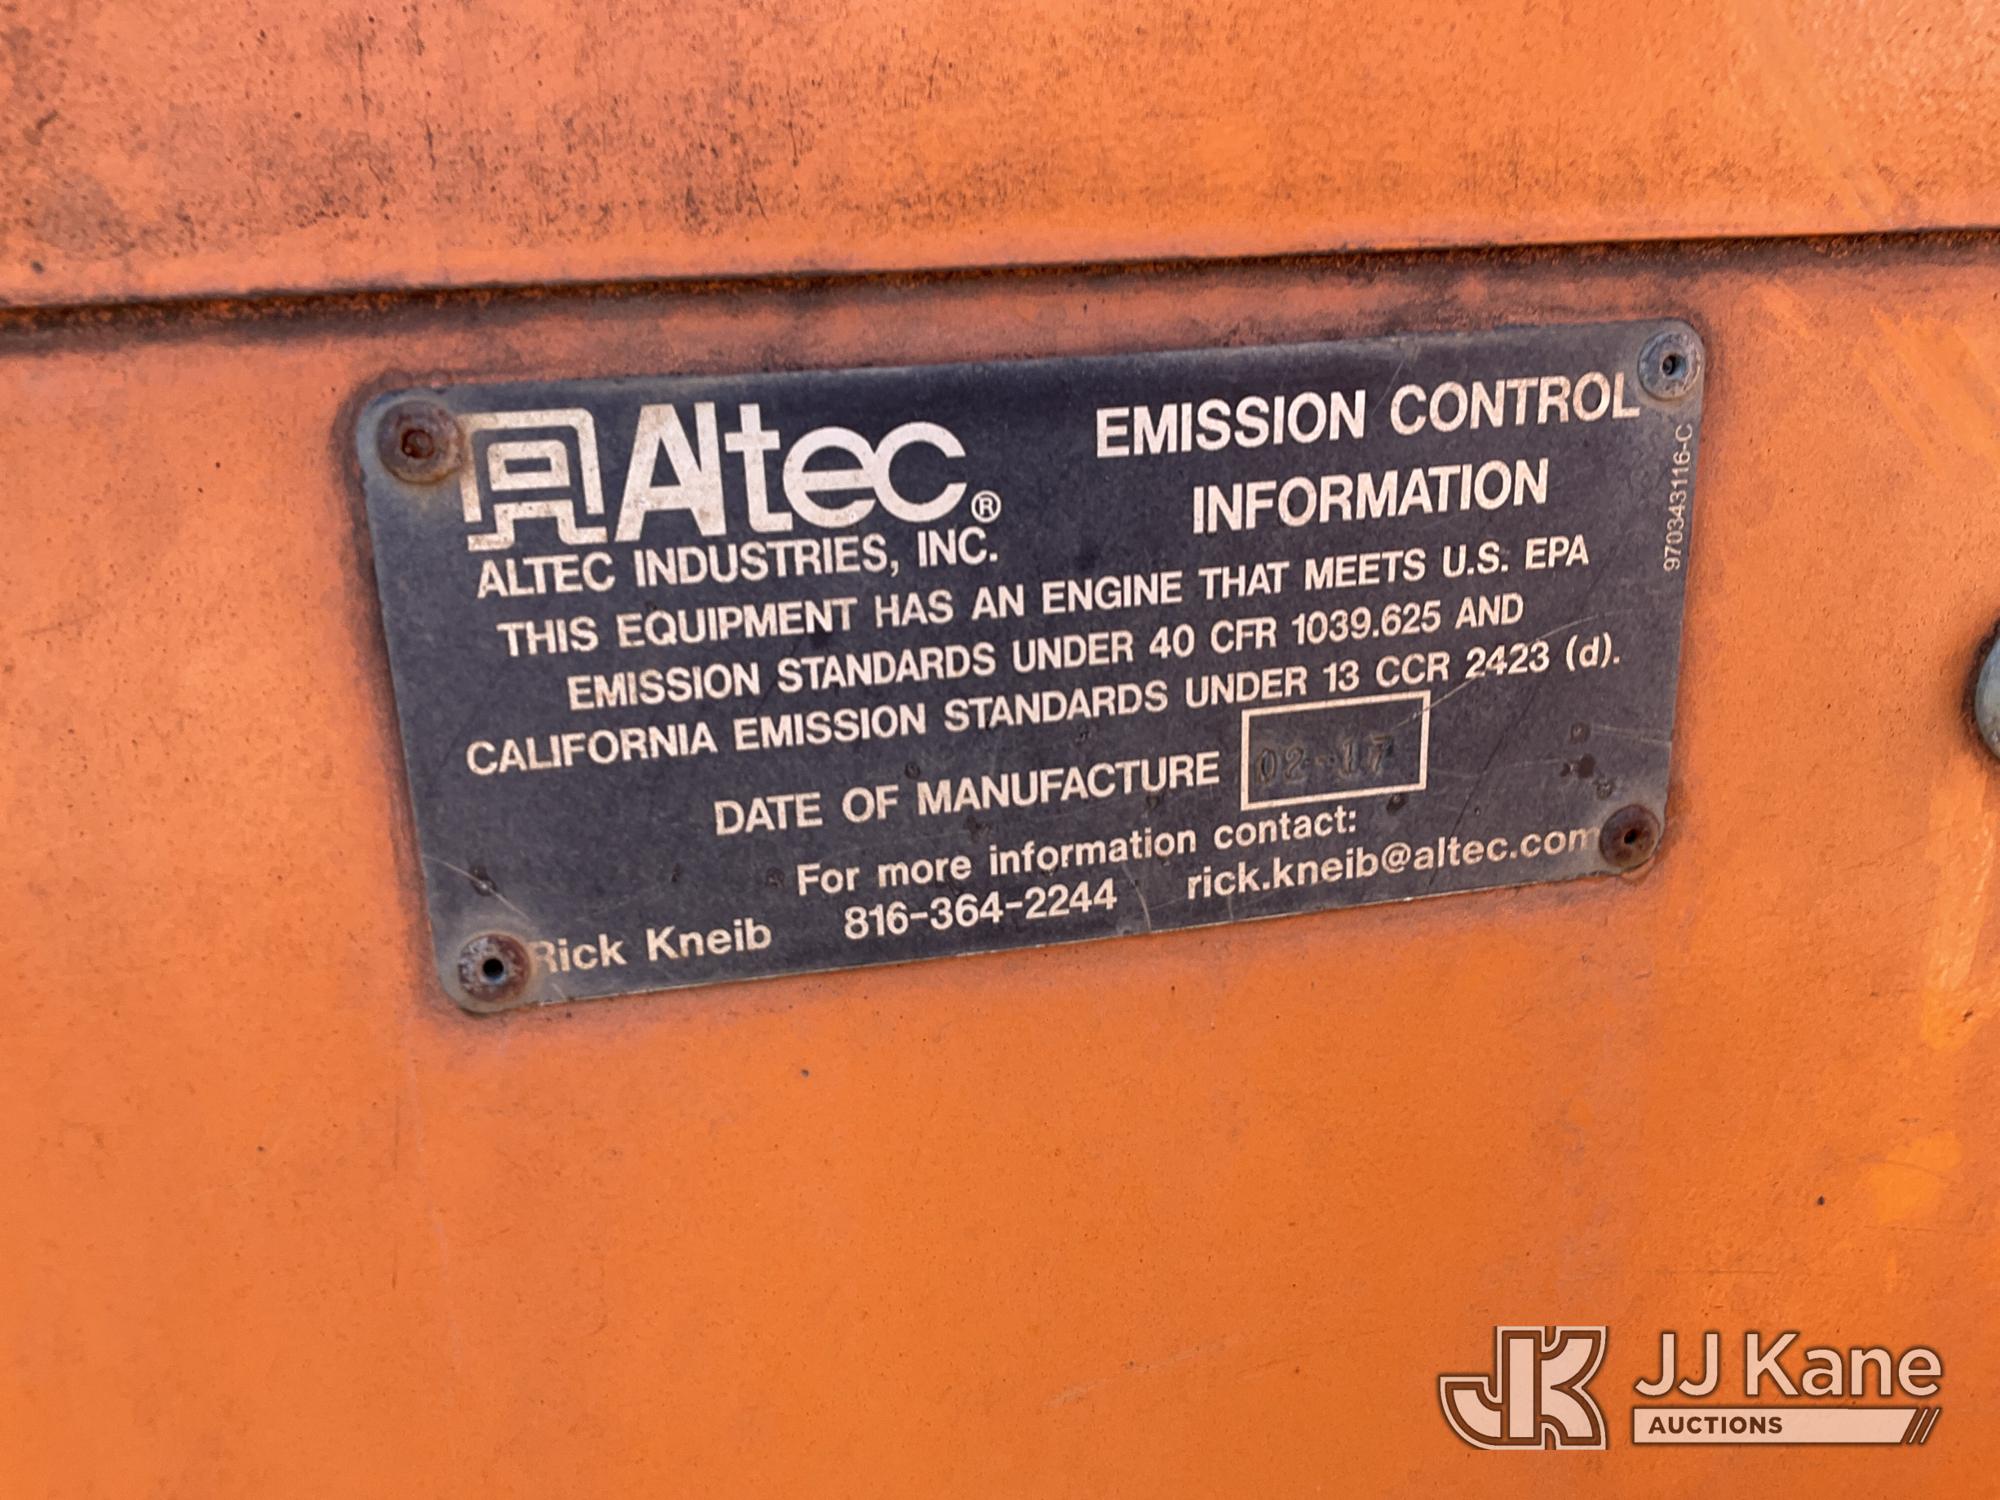 Altec®
ALTEC INDUSTRIES, INC.
EMISSION CONTROL
INFORMATION
970343116-C
THIS EQUIPMENT HAS AN ENGINE THAT MEETS U.S. EPA
EMISSION STANDARDS UNDER 40 CFR 1039.625 AND
CALIFORNIA EMISSION STANDARDS UNDER 13 CCR 2423 (d).
DATE OF MANUFACTURE 02-17
For more information contact:
Rick Kneib 816-364-2244 rick.kneib@altec.com
JK JJ Kane
AUCTIONS